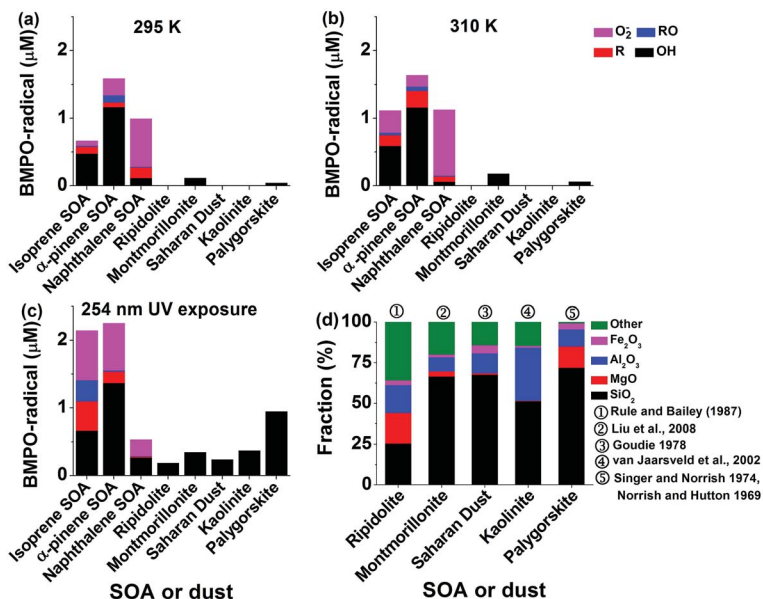 (a)
295 K
BMPO-radical (μM)
2
1
0
Isoprene SOA
α-pinene SOA
Naphthalene SOA
Ripidolite
Montmorillonite
Saharan Dust
Kaolinite
Palygorskite
(b)
310 K
BMPO-radical (μM)
2
1
0
Isoprene SOA
α-pinene SOA
Naphthalene SOA
Ripidolite
Montmorillonite
Saharan Dust
Kaolinite
Palygorskite
O₂⁻ RO
R OH
(c)
254 nm UV exposure
BMPO-radical (μM)
2
1
0
Isoprene SOA
α-pinene SOA
Naphthalene SOA
Ripidolite
Montmorillonite
Saharan Dust
Kaolinite
Palygorskite
SOA or dust
(d)
① ② ③ ④ ⑤
Fraction (%)
100
75
50
25
0
Ripidolite
Montmorillonite
Saharan Dust
Kaolinite
Palygorskite
SOA or dust
Other
Fe₂O₃
Al₂O₃
MgO
SiO₂
① Rule and Bailey (1987)
② Liu et al., 2008
③ Goudie 1978
④ van Jaarsveld et al., 2002
⑤ Singer and Norrish 1974,
Norrish and Hutton 1969